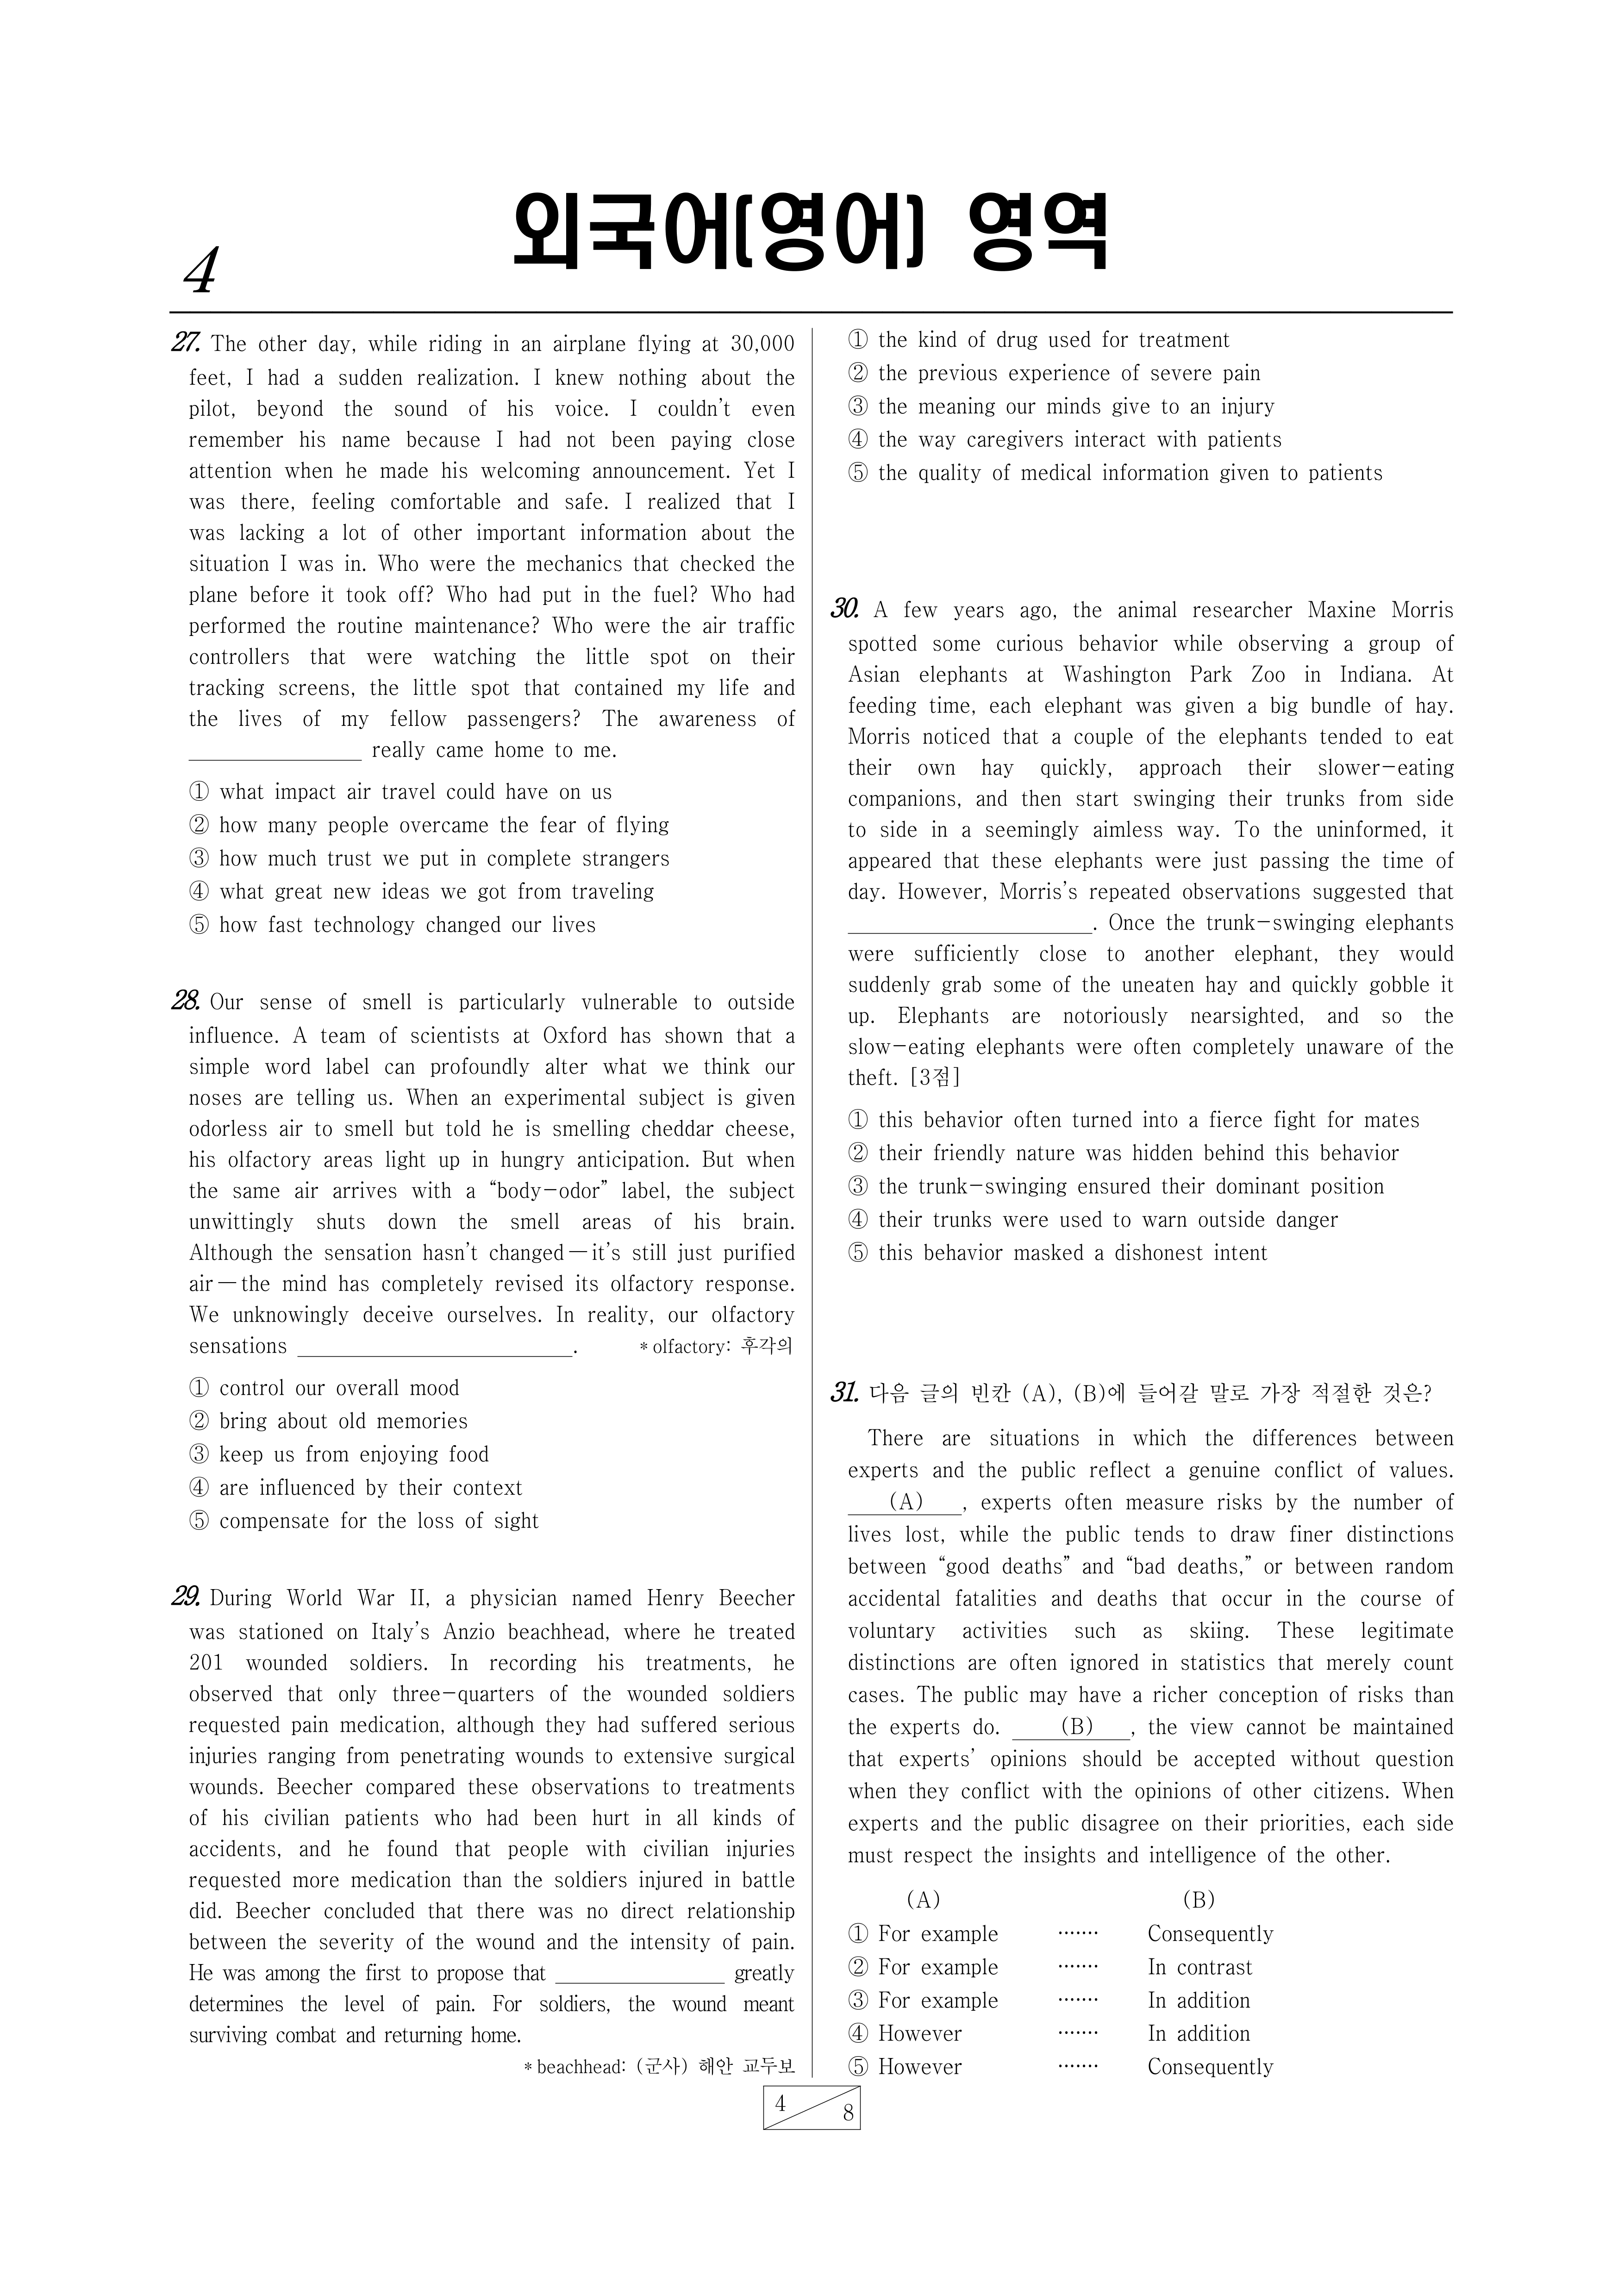 4
외국어(영어) 영역
27. The other day, while riding in an airplane flying at 30,000
feet, I had a sudden realization. I knew nothing about the
pilot, beyond the sound of his voice. I couldn't even
remember his name because I had not been paying close
attention when he made his welcoming announcement. Yet I
was there, feeling comfortable and safe. I realized that I
was lacking a lot of other important information about the
situation I was in. Who were the mechanics that checked the
plane before it took off? Who had put in the fuel? Who had
performed the routine maintenance? Who were the air traffic
controllers that were watching the little spot on their
tracking screens, the little spot that contained my life and
the lives of my fellow passengers? The awareness of
________________ really came home to me.
① what impact air travel could have on us
② how many people overcame the fear of flying
③ how much trust we put in complete strangers
④ what great new ideas we got from traveling
⑤ how fast technology changed our lives
28. Our sense of smell is particularly vulnerable to outside
influence. A team of scientists at Oxford has shown that a
simple word label can profoundly alter what we think our
noses are telling us. When an experimental subject is given
odorless air to smell but told he is smelling cheddar cheese,
his olfactory areas light up in hungry anticipation. But when
the same air arrives with a “body-odor” label, the subject
unwittingly shuts down the smell areas of his brain.
Although the sensation hasn't changed — it's still just purified
air — the mind has completely revised its olfactory response.
We unknowingly deceive ourselves. In reality, our olfactory
sensations ________________________. * olfactory: 후각의
① control our overall mood
② bring about old memories
③ keep us from enjoying food
④ are influenced by their context
⑤ compensate for the loss of sight
29. During World War II, a physician named Henry Beecher
was stationed on Italy's Anzio beachhead, where he treated
201 wounded soldiers. In recording his treatments, he
observed that only three-quarters of the wounded soldiers
requested pain medication, although they had suffered serious
injuries ranging from penetrating wounds to extensive surgical
wounds. Beecher compared these observations to treatments
of his civilian patients who had been hurt in all kinds of
accidents, and he found that people with civilian injuries
requested more medication than the soldiers injured in battle
did. Beecher concluded that there was no direct relationship
between the severity of the wound and the intensity of pain.
He was among the first to propose that ________________ greatly
determines the level of pain. For soldiers, the wound meant
surviving combat and returning home.
* beachhead: (군사) 해안 교두보
① the kind of drug used for treatment
② the previous experience of severe pain
③ the meaning our minds give to an injury
④ the way caregivers interact with patients
⑤ the quality of medical information given to patients
30. A few years ago, the animal researcher Maxine Morris
spotted some curious behavior while observing a group of
Asian elephants at Washington Park Zoo in Indiana. At
feeding time, each elephant was given a big bundle of hay.
Morris noticed that a couple of the elephants tended to eat
their own hay quickly, approach their slower-eating
companions, and then start swinging their trunks from side
to side in a seemingly aimless way. To the uninformed, it
appeared that these elephants were just passing the time of
day. However, Morris's repeated observations suggested that
______________________. Once the trunk-swinging elephants
were sufficiently close to another elephant, they would
suddenly grab some of the uneaten hay and quickly gobble it
up. Elephants are notoriously nearsighted, and so the
slow-eating elephants were often completely unaware of the
theft. [3점]
① this behavior often turned into a fierce fight for mates
② their friendly nature was hidden behind this behavior
③ the trunk-swinging ensured their dominant position
④ their trunks were used to warn outside danger
⑤ this behavior masked a dishonest intent
31. 다음 글의 빈칸 (A), (B)에 들어갈 말로 가장 적절한 것은?
There are situations in which the differences between
experts and the public reflect a genuine conflict of values.
(A) , experts often measure risks by the number of
lives lost, while the public tends to draw finer distinctions
between “good deaths” and “bad deaths,” or between random
accidental fatalities and deaths that occur in the course of
voluntary activities such as skiing. These legitimate
distinctions are often ignored in statistics that merely count
cases. The public may have a richer conception of risks than
the experts do. (B) , the view cannot be maintained
that experts' opinions should be accepted without question
when they conflict with the opinions of other citizens. When
experts and the public disagree on their priorities, each side
must respect the insights and intelligence of the other.
(A) (B)
① For example ······· Consequently
② For example ······· In contrast
③ For example ······· In addition
④ However ······· In addition
⑤ However ······· Consequently
4 8